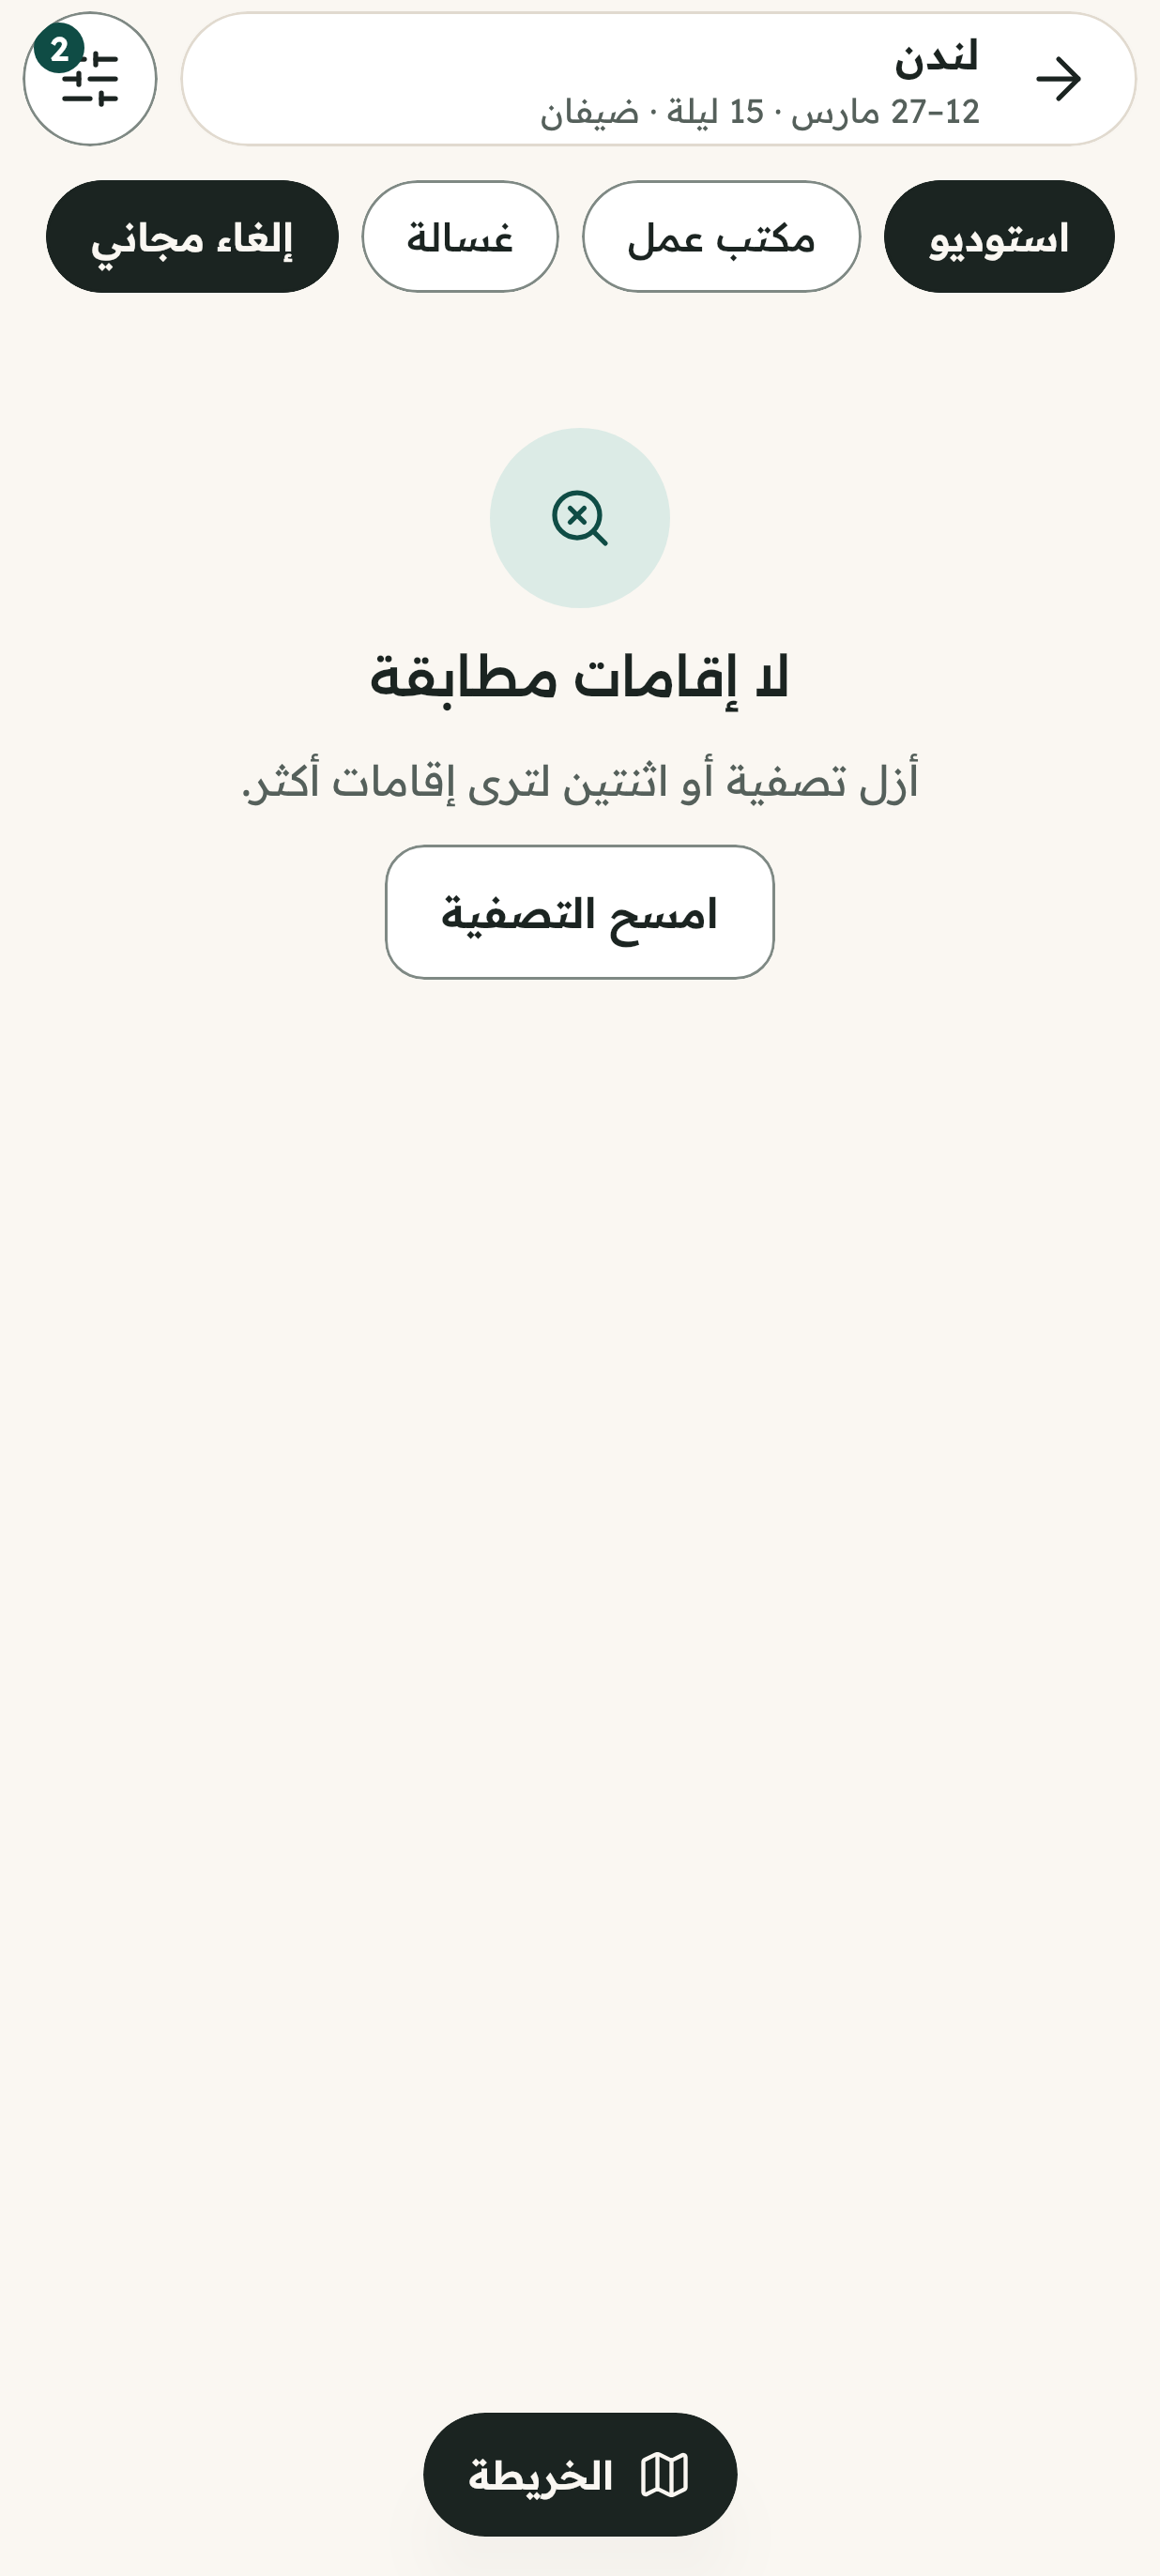 لندن
12–27 مارس · 15 ليلة · ضيفان
2
استوديو
مكتب عمل
غسالة
إلغاء مجاني
لا إقامات مطابقة
أزل تصفية أو اثنتين لترى إقامات أكثر.
امسح التصفية
الخريطة